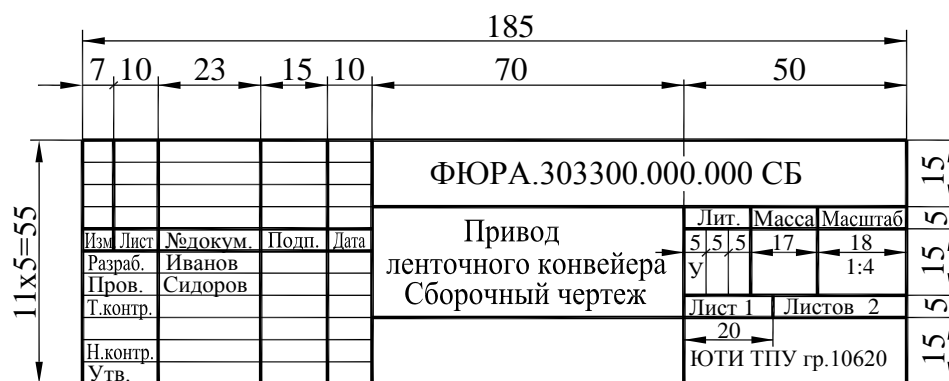 185
7 10 23 15 10 70 50
11х5=55
ФЮРА.303300.000.000 СБ
15
Привод
ленточного конвейера
Сборочный чертеж
Лит. Масса Масштаб
5
Изм Лист №докум. Подп. Дата
5 5 5 17 18
Разраб. Иванов
У 1:4
15
Пров. Сидоров
Т.контр.
Лист 1 Листов 2
5
20
Н.контр.
ЮТИ ТПУ гр.10620
15
Утв.